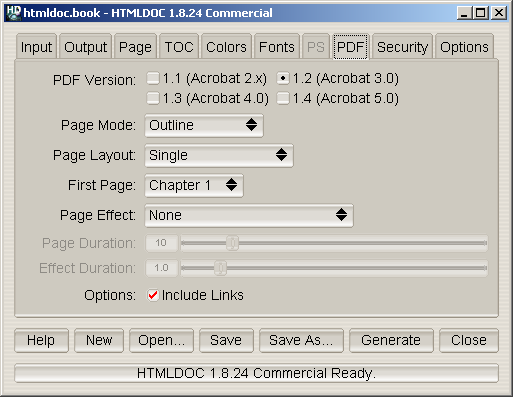 htmldoc.book - HTMLDOC 1.8.24 Commercial
Input Output Page TOC Colors Fonts PS PDF Security Options
PDF Version: 1.1 (Acrobat 2.x) 1.2 (Acrobat 3.0)
1.3 (Acrobat 4.0) 1.4 (Acrobat 5.0)
Page Mode: Outline
Page Layout: Single
First Page: Chapter 1
Page Effect: None
Page Duration: 10
Effect Duration: 1.0
Options: Include Links
Help New Open... Save Save As... Generate Close
HTMLDOC 1.8.24 Commercial Ready.